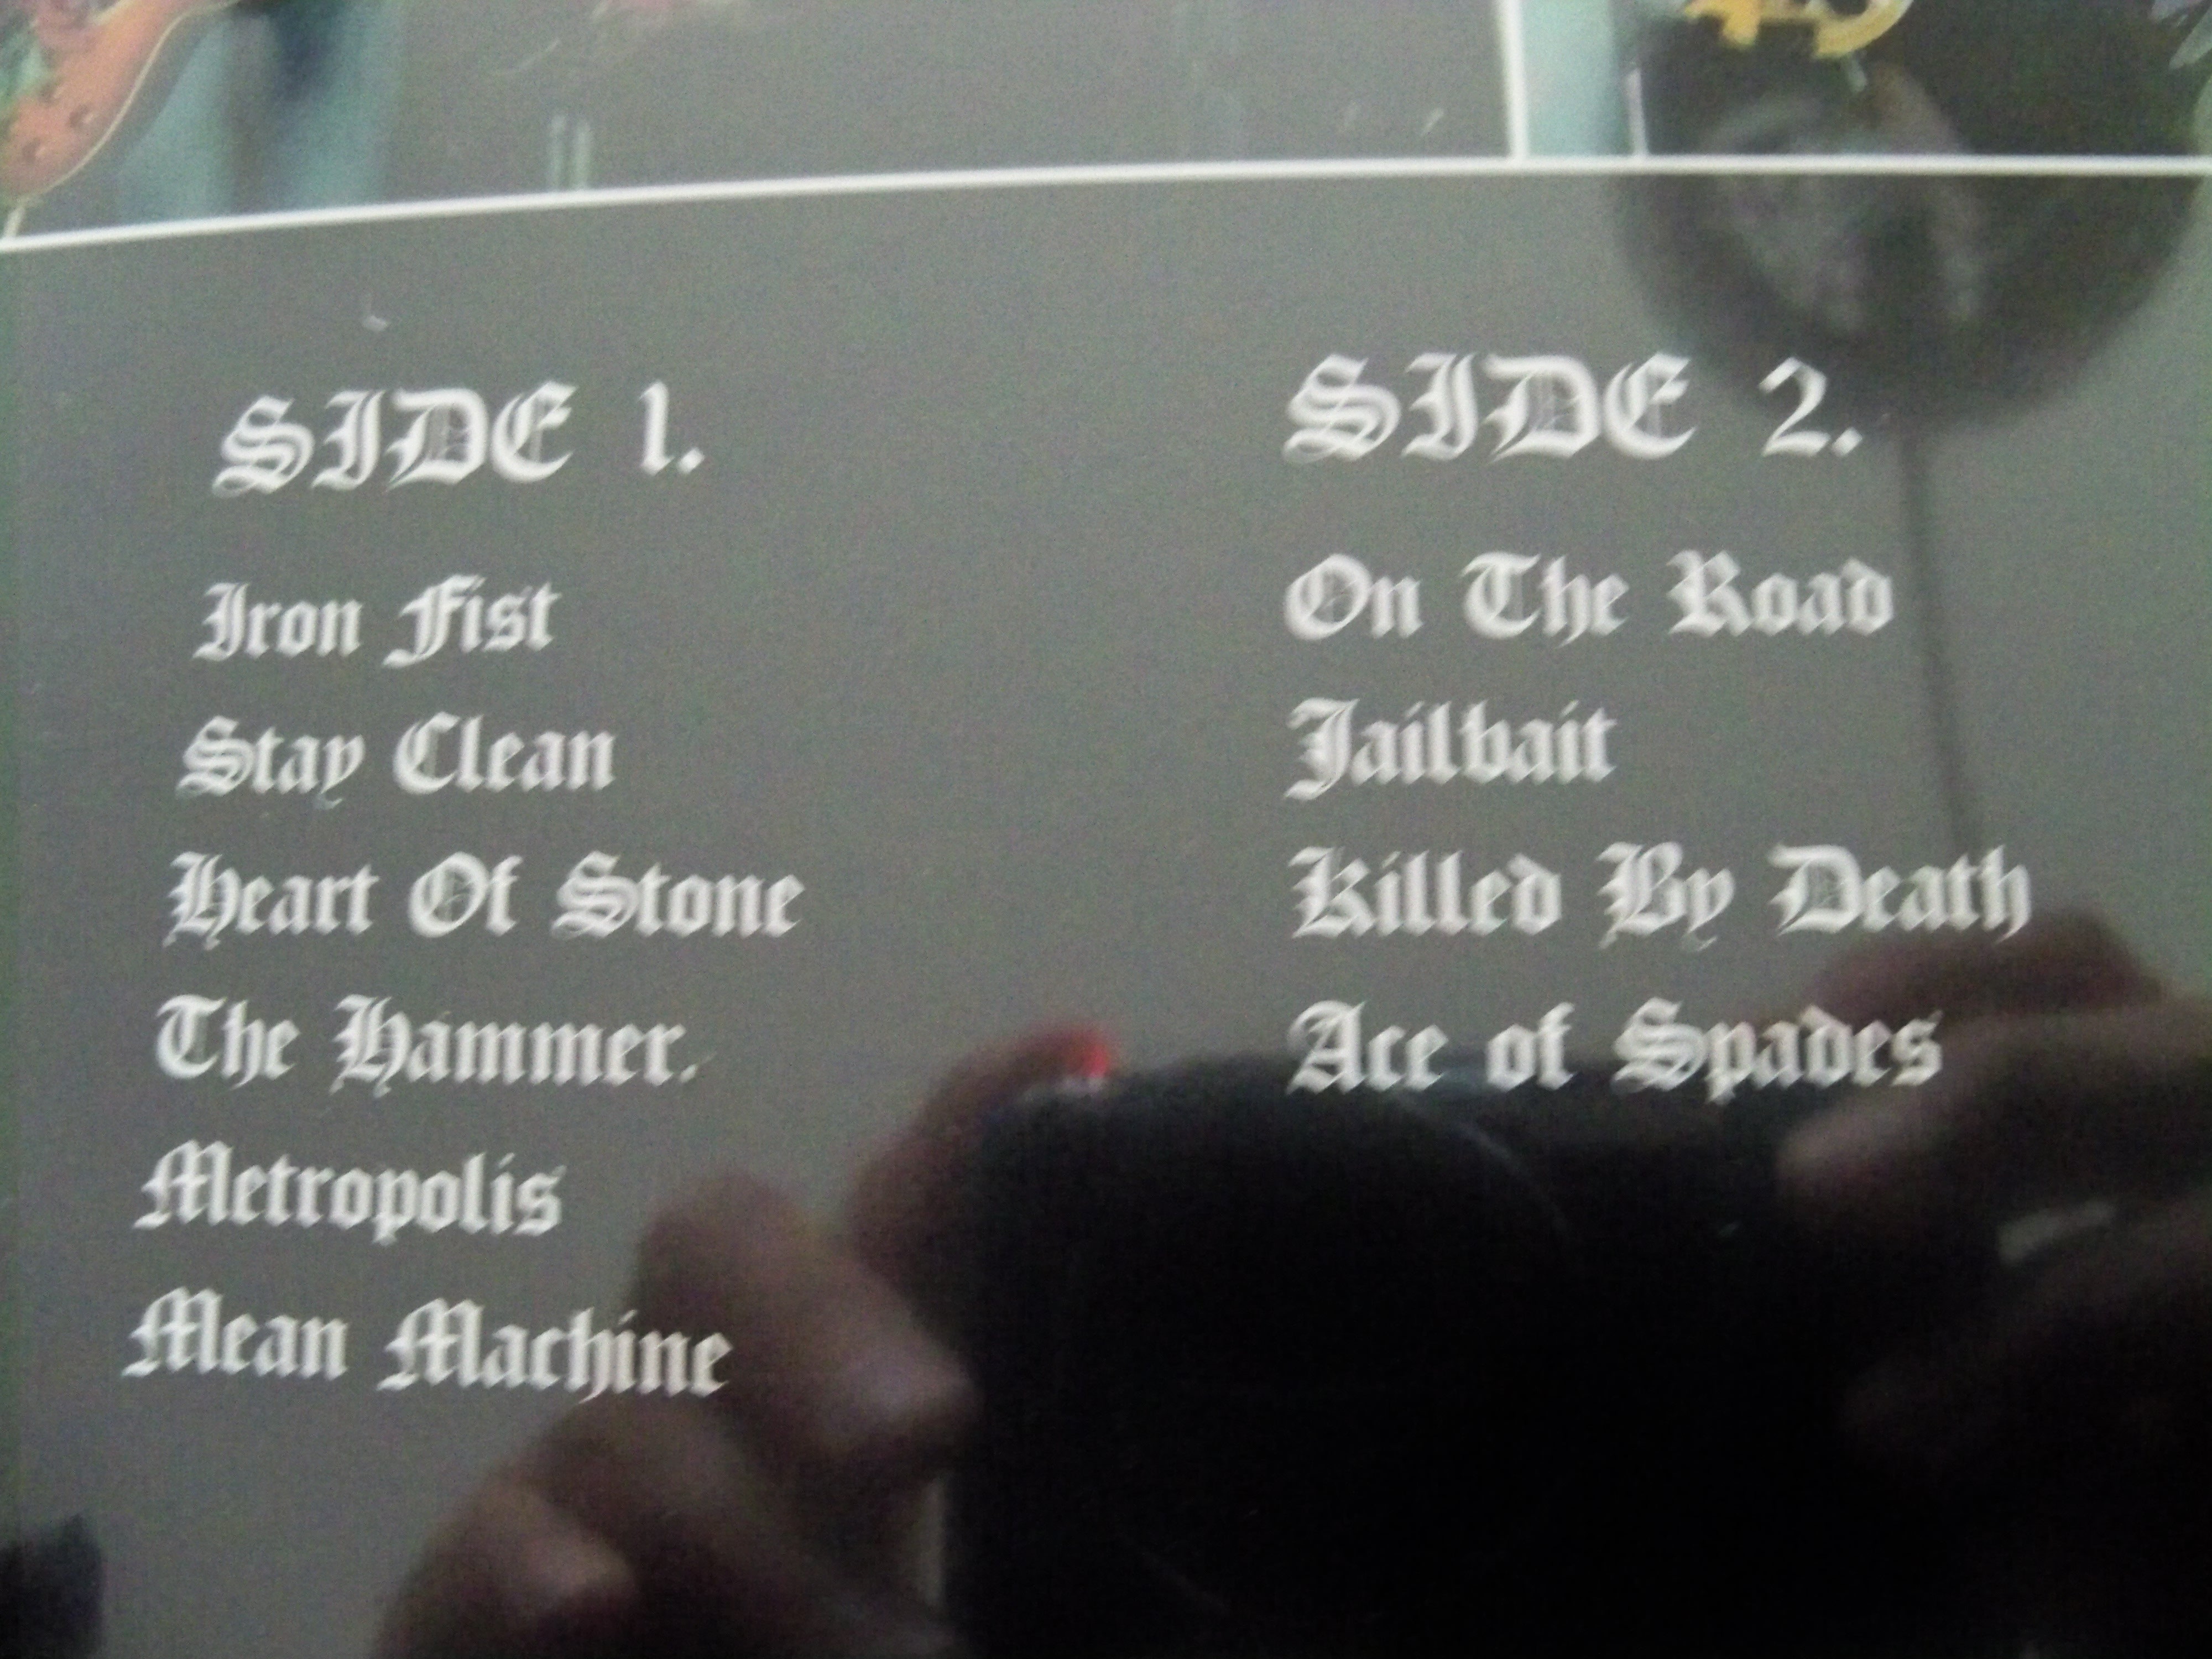 SIDE 1.
Iron Fist
Stay Clean
Heart Of Stone
The Hammer.
Metropolis
Mean Machine
SIDE 2.
On The Road
Jailbait
Killed By Death
Ace of Spades